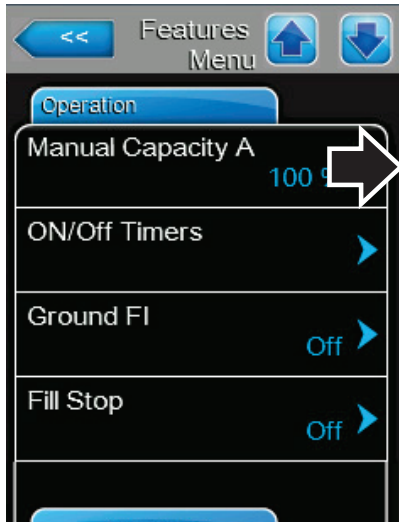 <<
Features
Menu
Operation
Manual Capacity A
100
ON/Off Timers
Ground FI
Off
Fill Stop
Off